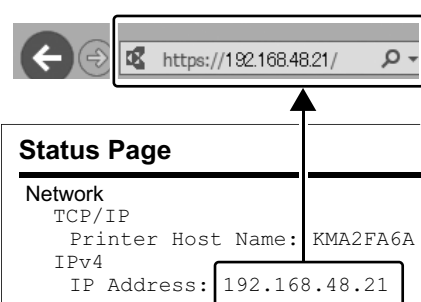 https://192.168.48.21/
Status Page
Network
TCP/IP
Printer Host Name: KMA2FA6A
IPv4
IP Address: 192.168.48.21